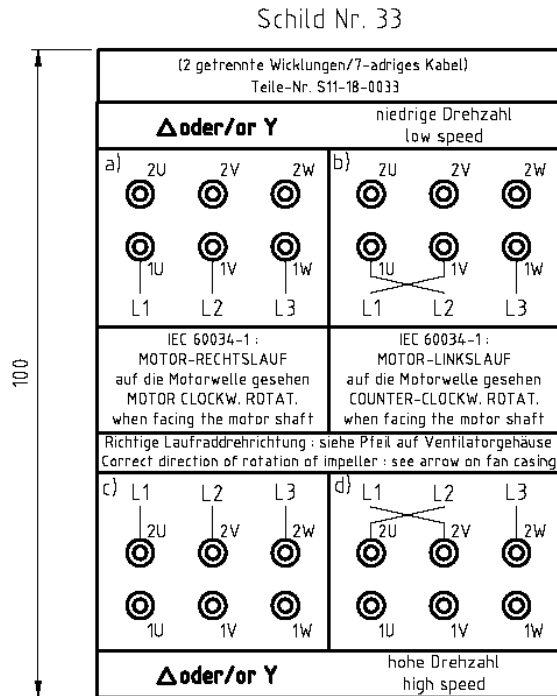 Schild Nr. 33
100
(2 getrennte Wicklungen/7-adriges Kabel)
Teile-Nr. S11-18-0033
Δ oder/or Y
niedrige Drehzahl
low speed
a)
2U 2V 2W
1U 1V 1W
L1 L2 L3
b)
2U 2V 2W
1U 1V 1W
L1 L2 L3
IEC 60034-1 :
MOTOR-RECHTSLAUF
auf die Motorwelle gesehen
MOTOR CLOCKW. ROTAT.
when facing the motor shaft
IEC 60034-1 :
MOTOR-LINKSLAUF
auf die Motorwelle gesehen
COUNTER-CLOCKW. ROTAT.
when facing the motor shaft
Richtige Laufraddrehrichtung : siehe Pfeil auf Ventilatorgehäuse
Correct direction of rotation of impeller : see arrow on fan casing
c)
L1 L2 L3
2U 2V 2W
1U 1V 1W
d)
L1 L2 L3
2U 2V 2W
1U 1V 1W
Δ oder/or Y
hohe Drehzahl
high speed